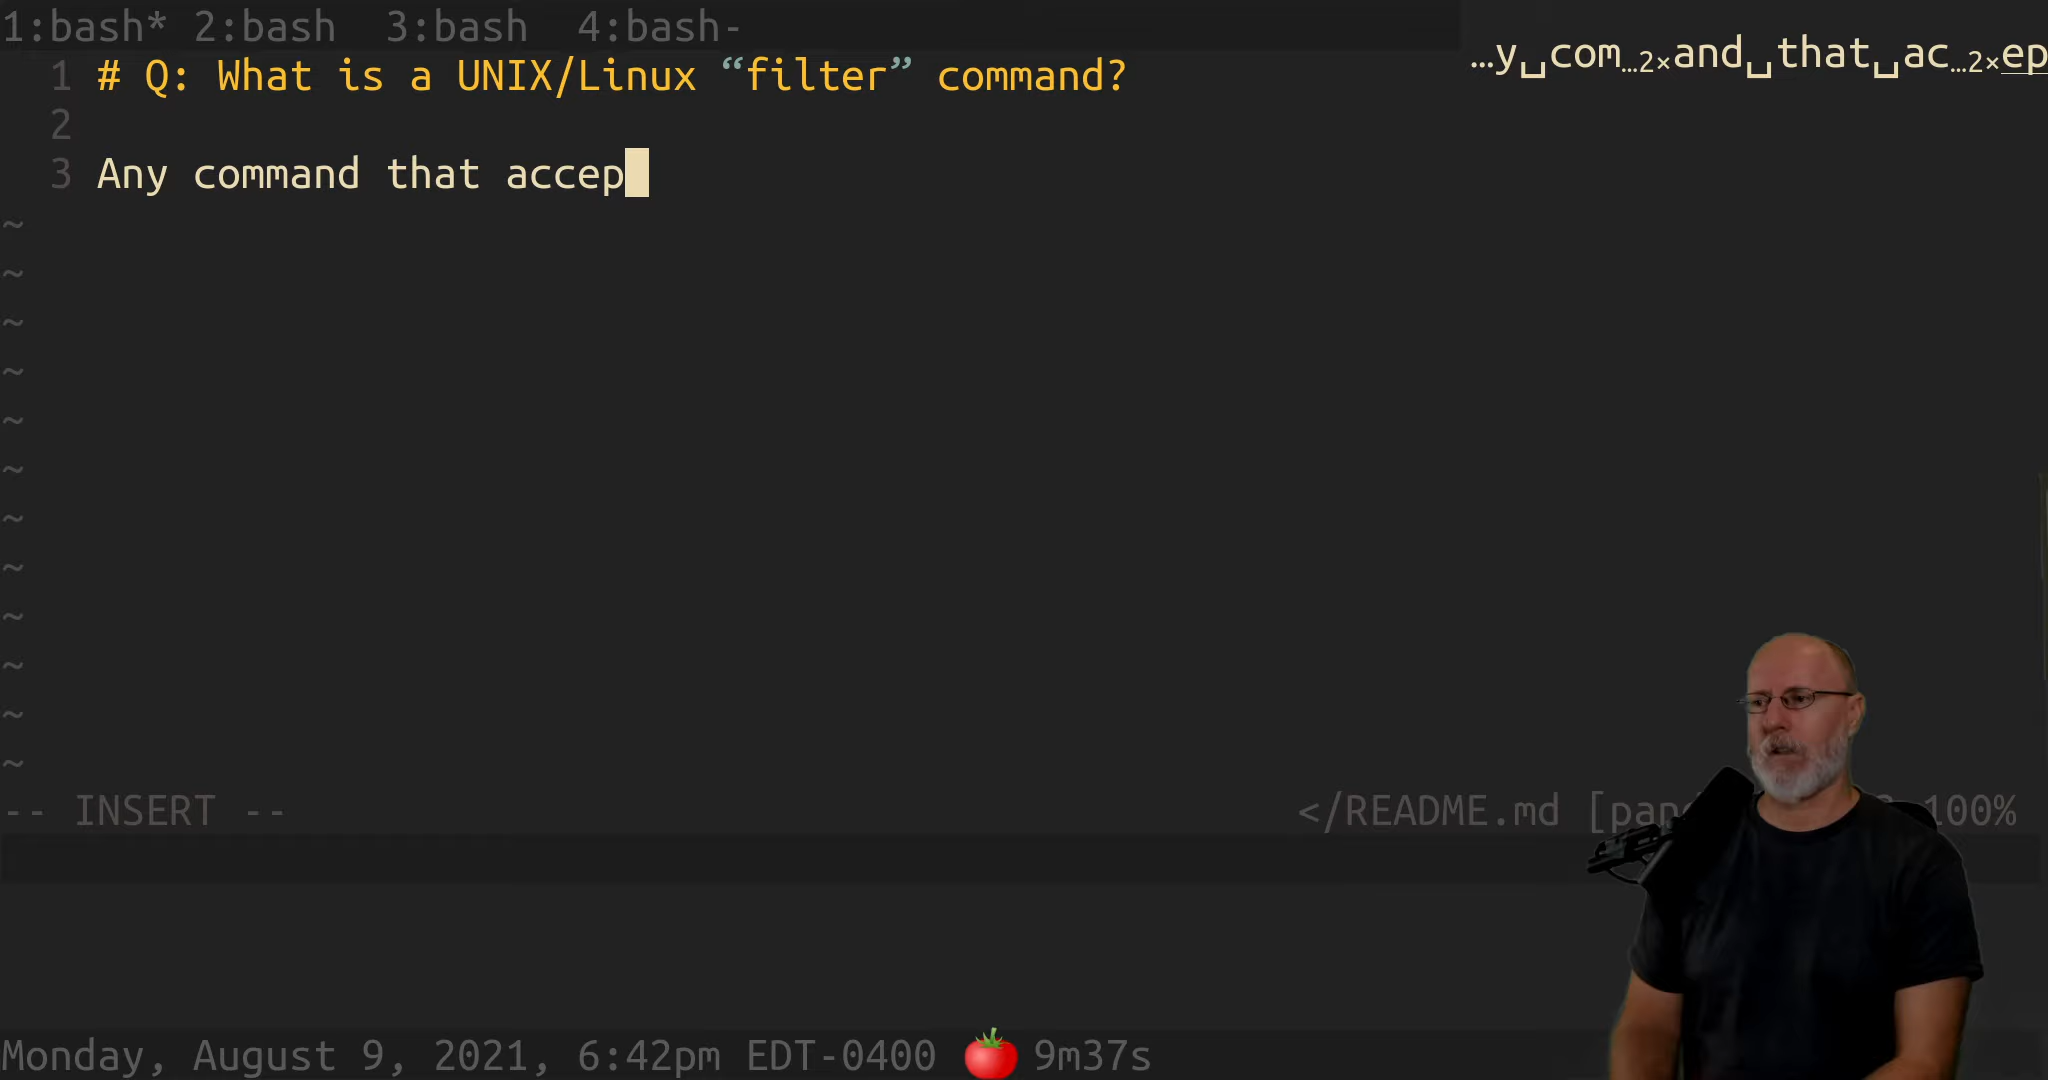 1:bash* 2:bash  3:bash  4:bash-
…y␣com…2×and␣that␣ac…2×ep
1 # Q: What is a UNIX/Linux “filter” command?
2
3 Any command that accep
~
~
~
~
~
~
~
~
~
~
~
~
-- INSERT --
</README.md [pan 100%
Monday, August 9, 2021, 6:42pm EDT-0400 🍅 9m37s